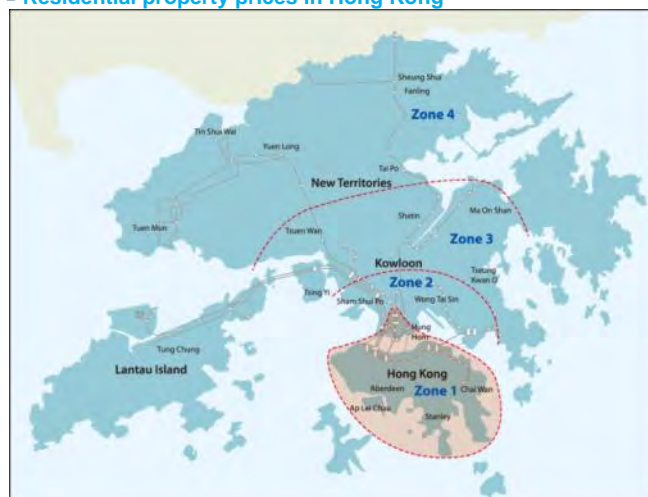 Residential property prices in Hong Kong
Sheung Shui
Fanling
Zone 4
Tin Shui Wai
Yuen Long
Tai Po
New Territories
Tuen Mun
Tsuen Wan
Shatin
Ma On Shan
Zone 3
Kowloon
Zone 2
Tseung
Kwan O
Tsing Yi
Sham Shui Po
Wong Tai Sin
Hung
Hom
Tung Chung
Lantau Island
Hong Kong
Aberdeen
Zone 1
Chai Wan
Ap Lei Chau
Stanley